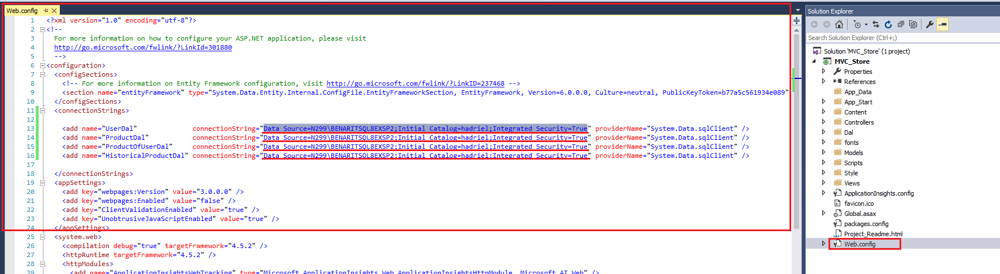 Web.config
1 <?xml version="1.0" encoding="utf-8"?>
2 <!--
3 For more information on how to configure your ASP.NET application, please visit
4 http://go.microsoft.com/fwlink/?LinkId=301880
5 -->
6 <configuration>
7 <configSections>
8 <!-- For more information on Entity Framework configuration, visit http://go.microsoft.com/fwlink/?LinkID=237468 -->
9 <section name="entityFramework" type="System.Data.Entity.Internal.ConfigFile.EntityFrameworkSection, EntityFramework, Version=6.0.0.0, Culture=neutral, PublicKeyToken=b77a5c561934e089"
10 </configSections>
11 <connectionStrings>
12
13 <add name="UserDal" connectionString="Data Source=N299\BENARITSQL8EXSP2;Initial Catalog=hadriel;Integrated Security=True" providerName="System.Data.sqlClient" />
14 <add name="ProductDal" connectionString="Data Source=N299\BENARITSQL8EXSP2;Initial Catalog=hadriel;Integrated Security=True" providerName="System.Data.sqlClient" />
15 <add name="ProductOfUserDal" connectionString="Data Source=N299\BENARITSQL8EXSP2;Initial Catalog=hadriel;Integrated Security=True" providerName="System.Data.sqlClient" />
16 <add name="HistoricalProductDal" connectionString="Data Source=N299\BENARITSQL8EXSP2;Initial Catalog=hadriel;Integrated Security=True" providerName="System.Data.sqlClient" />
17
18 </connectionStrings>
19 <appSettings>
20 <add key="webpages:Version" value="3.0.0.0" />
21 <add key="webpages:Enabled" value="false" />
22 <add key="ClientValidationEnabled" value="true" />
23 <add key="UnobtrusiveJavaScriptEnabled" value="true" />
24 </appSettings>
25 <system.web>
26 <compilation debug="true" targetFramework="4.5.2" />
27 <httpRuntime targetFramework="4.5.2" />
28 <httpModules>
29 <add name="ApplicationInsightsWebTracking" type="Microsoft.ApplicationInsights.Web.ApplicationInsightsHttpModule, Microsoft.AI.Web" />
Solution Explorer
Search Solution Explorer (Ctrl+;)
Solution 'MVC_Store' (1 project)
MVC_Store
Properties
References
App_Data
App_Start
Content
Controllers
Dal
fonts
Models
Scripts
Style
Views
ApplicationInsights.config
favicon.ico
Global.asax
packages.config
Project_Readme.html
Web.config